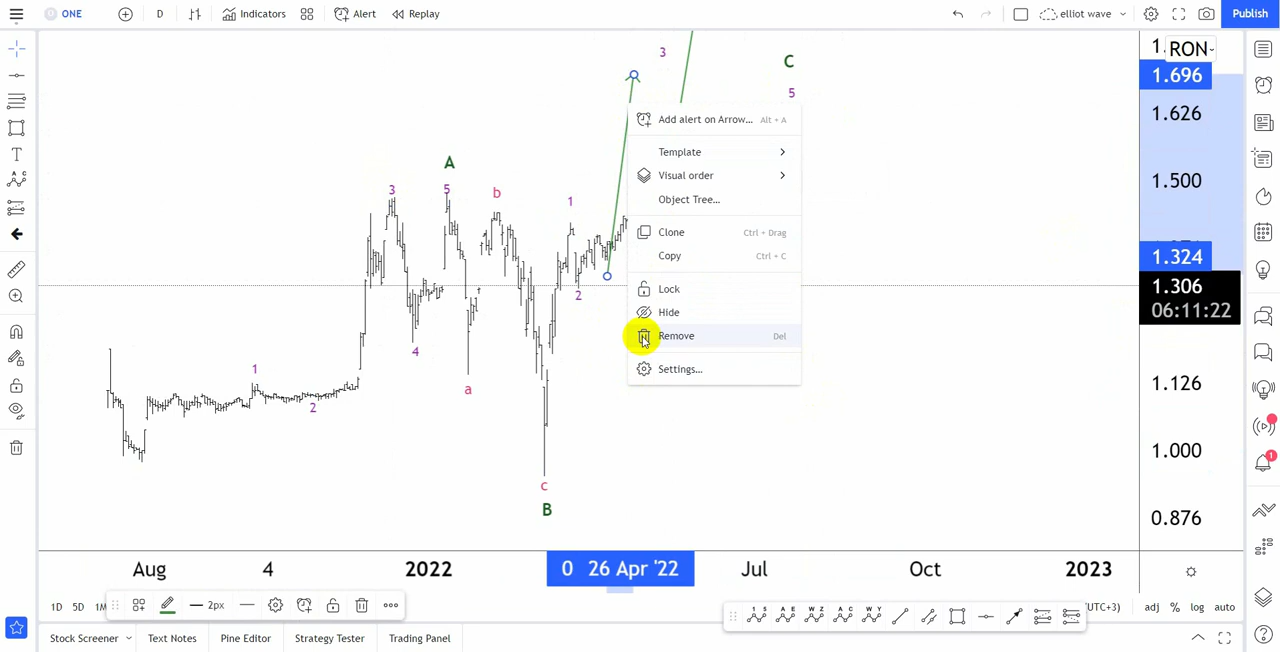 ONE
D
Indicators
Alert
Replay
elliot wave
Publish
RON
1.696
1.626
1.500
1.324
1.306
06:11:22
1.126
1.000
0.876
3
C
5
A
3
5
b
1
2
4
a
1
2
c
B
Add alert on Arrow... Alt + A
Template
Visual order
Object Tree...
Clone Ctrl + Drag
Copy Ctrl + C
Lock
Hide
Remove Del
Settings...
Aug 4 2022 0 26 Apr '22 Jul Oct 2023
1D 5D 1M
2px
(UTC+3) adj % log auto
Stock Screener Text Notes Pine Editor Strategy Tester Trading Panel